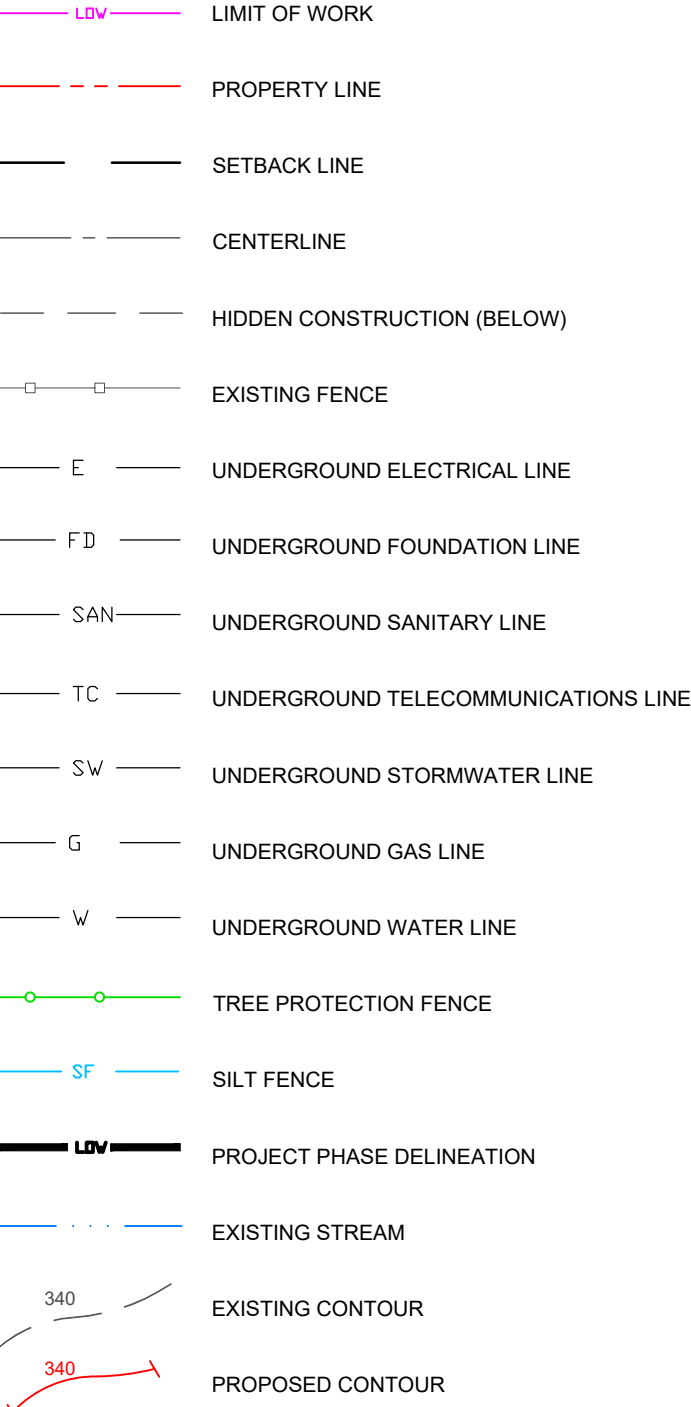 LOW LIMIT OF WORK
PROPERTY LINE
SETBACK LINE
CENTERLINE
HIDDEN CONSTRUCTION (BELOW)
EXISTING FENCE
E UNDERGROUND ELECTRICAL LINE
FD UNDERGROUND FOUNDATION LINE
SAN UNDERGROUND SANITARY LINE
TC UNDERGROUND TELECOMMUNICATIONS LINE
SW UNDERGROUND STORMWATER LINE
G UNDERGROUND GAS LINE
W UNDERGROUND WATER LINE
TREE PROTECTION FENCE
SF SILT FENCE
LOW PROJECT PHASE DELINEATION
EXISTING STREAM
340 EXISTING CONTOUR
340 PROPOSED CONTOUR